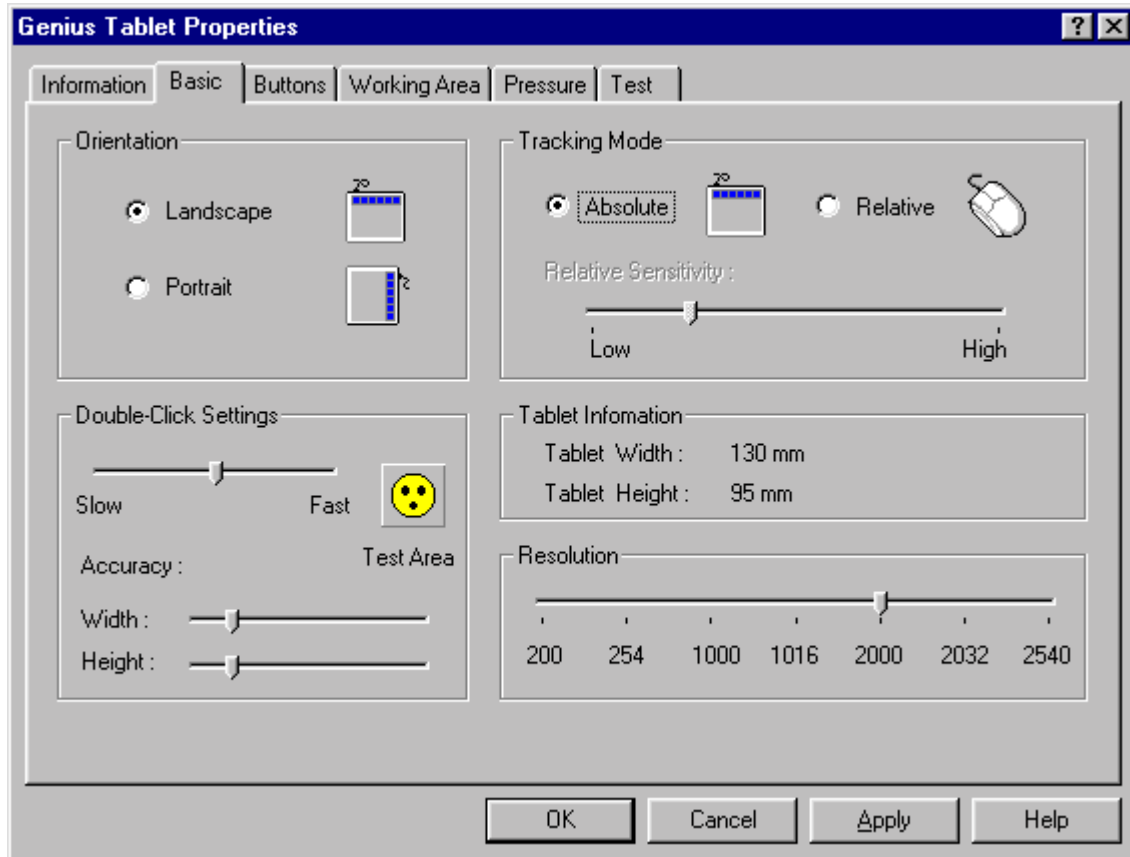 Genius Tablet Properties
Information Basic Buttons Working Area Pressure Test
Orientation
Landscape
Portrait
Tracking Mode
Absolute Relative
Relative Sensitivity :
Low High
Double-Click Settings
Slow Fast
Test Area
Accuracy :
Width :
Height :
Tablet Infomation
Tablet Width : 130 mm
Tablet Height : 95 mm
Resolution
200 254 1000 1016 2000 2032 2540
OK Cancel Apply Help